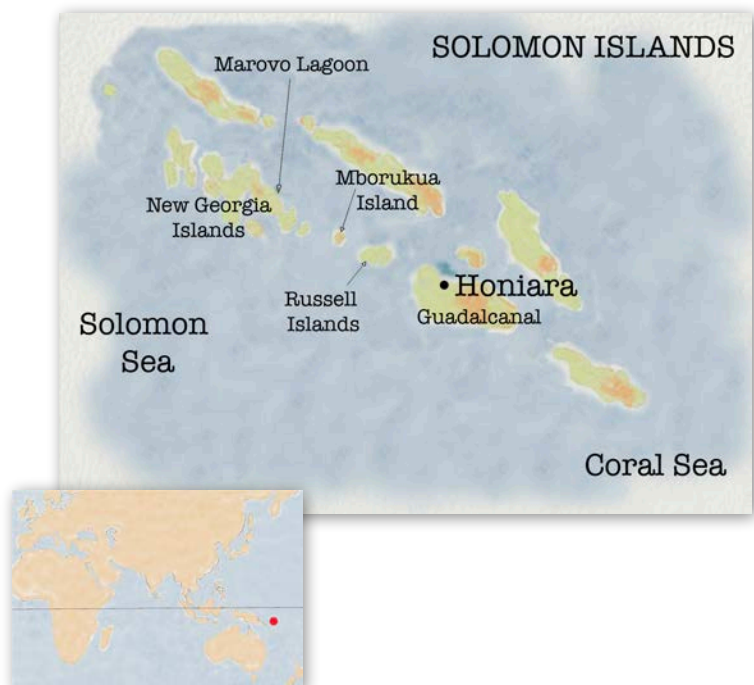 SOLOMON ISLANDS
Marovo Lagoon
Mborukua
Island
New Georgia
Islands
Russell
Islands
Honiara
Guadalcanal
Solomon
Sea
Coral Sea